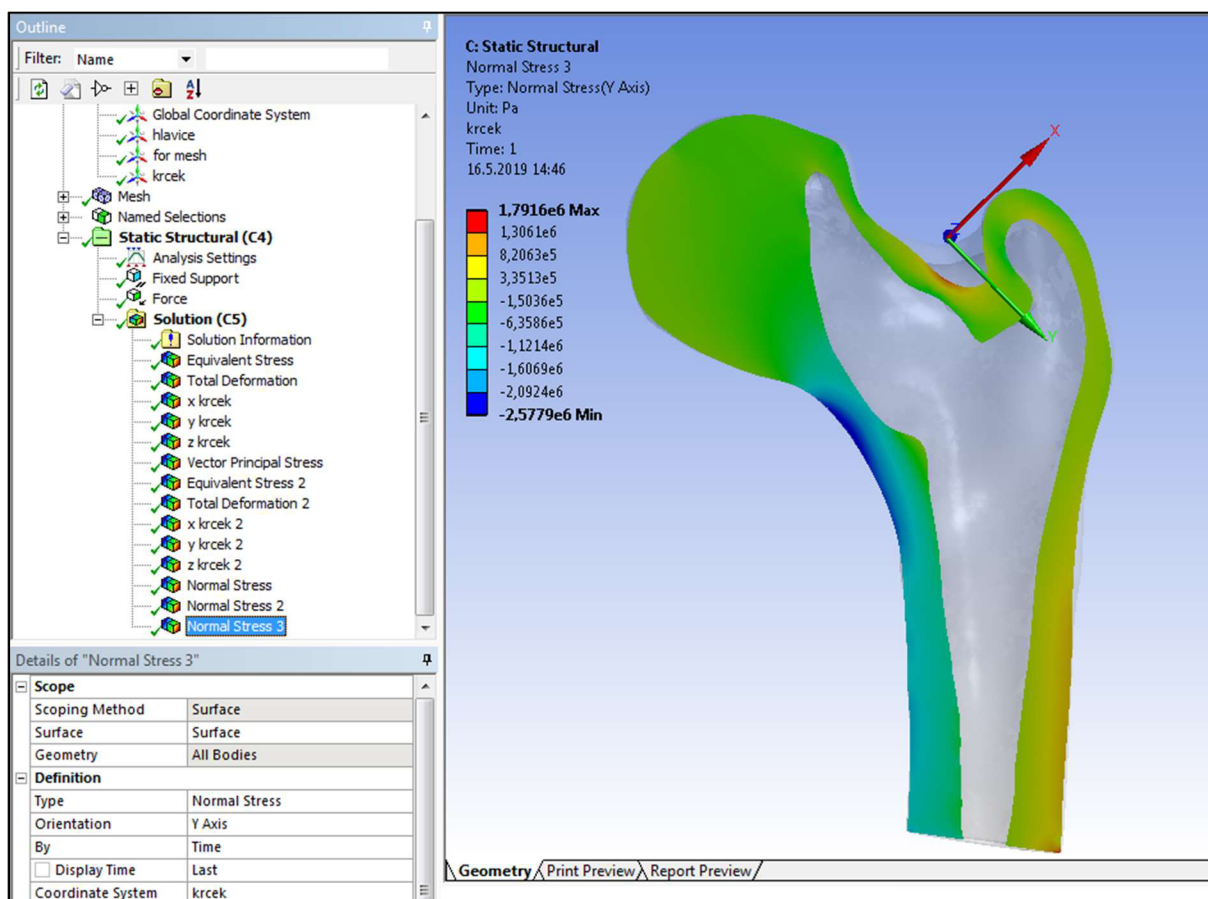 Outline
Filter: Name
Global Coordinate System
hlavice
for mesh
krcek
Mesh
Named Selections
Static Structural (C4)
Analysis Settings
Fixed Support
Force
Solution (C5)
Solution Information
Equivalent Stress
Total Deformation
x krcek
y krcek
z krcek
Vector Principal Stress
Equivalent Stress 2
Total Deformation 2
x krcek 2
y krcek 2
z krcek 2
Normal Stress
Normal Stress 2
Normal Stress 3
Details of "Normal Stress 3"
Scope
Scoping Method Surface
Surface Surface
Geometry All Bodies
Definition
Type Normal Stress
Orientation Y Axis
By Time
Display Time Last
Coordinate System krcek
C: Static Structural
Normal Stress 3
Type: Normal Stress(Y Axis)
Unit: Pa
krcek
Time: 1
16.5.2019 14:46
1,7916e6 Max
1,3061e6
8,2063e5
3,3513e5
-1,5036e5
-6,3586e5
-1,1214e6
-1,6069e6
-2,0924e6
-2,5779e6 Min
X
Y
Geometry Print Preview Report Preview